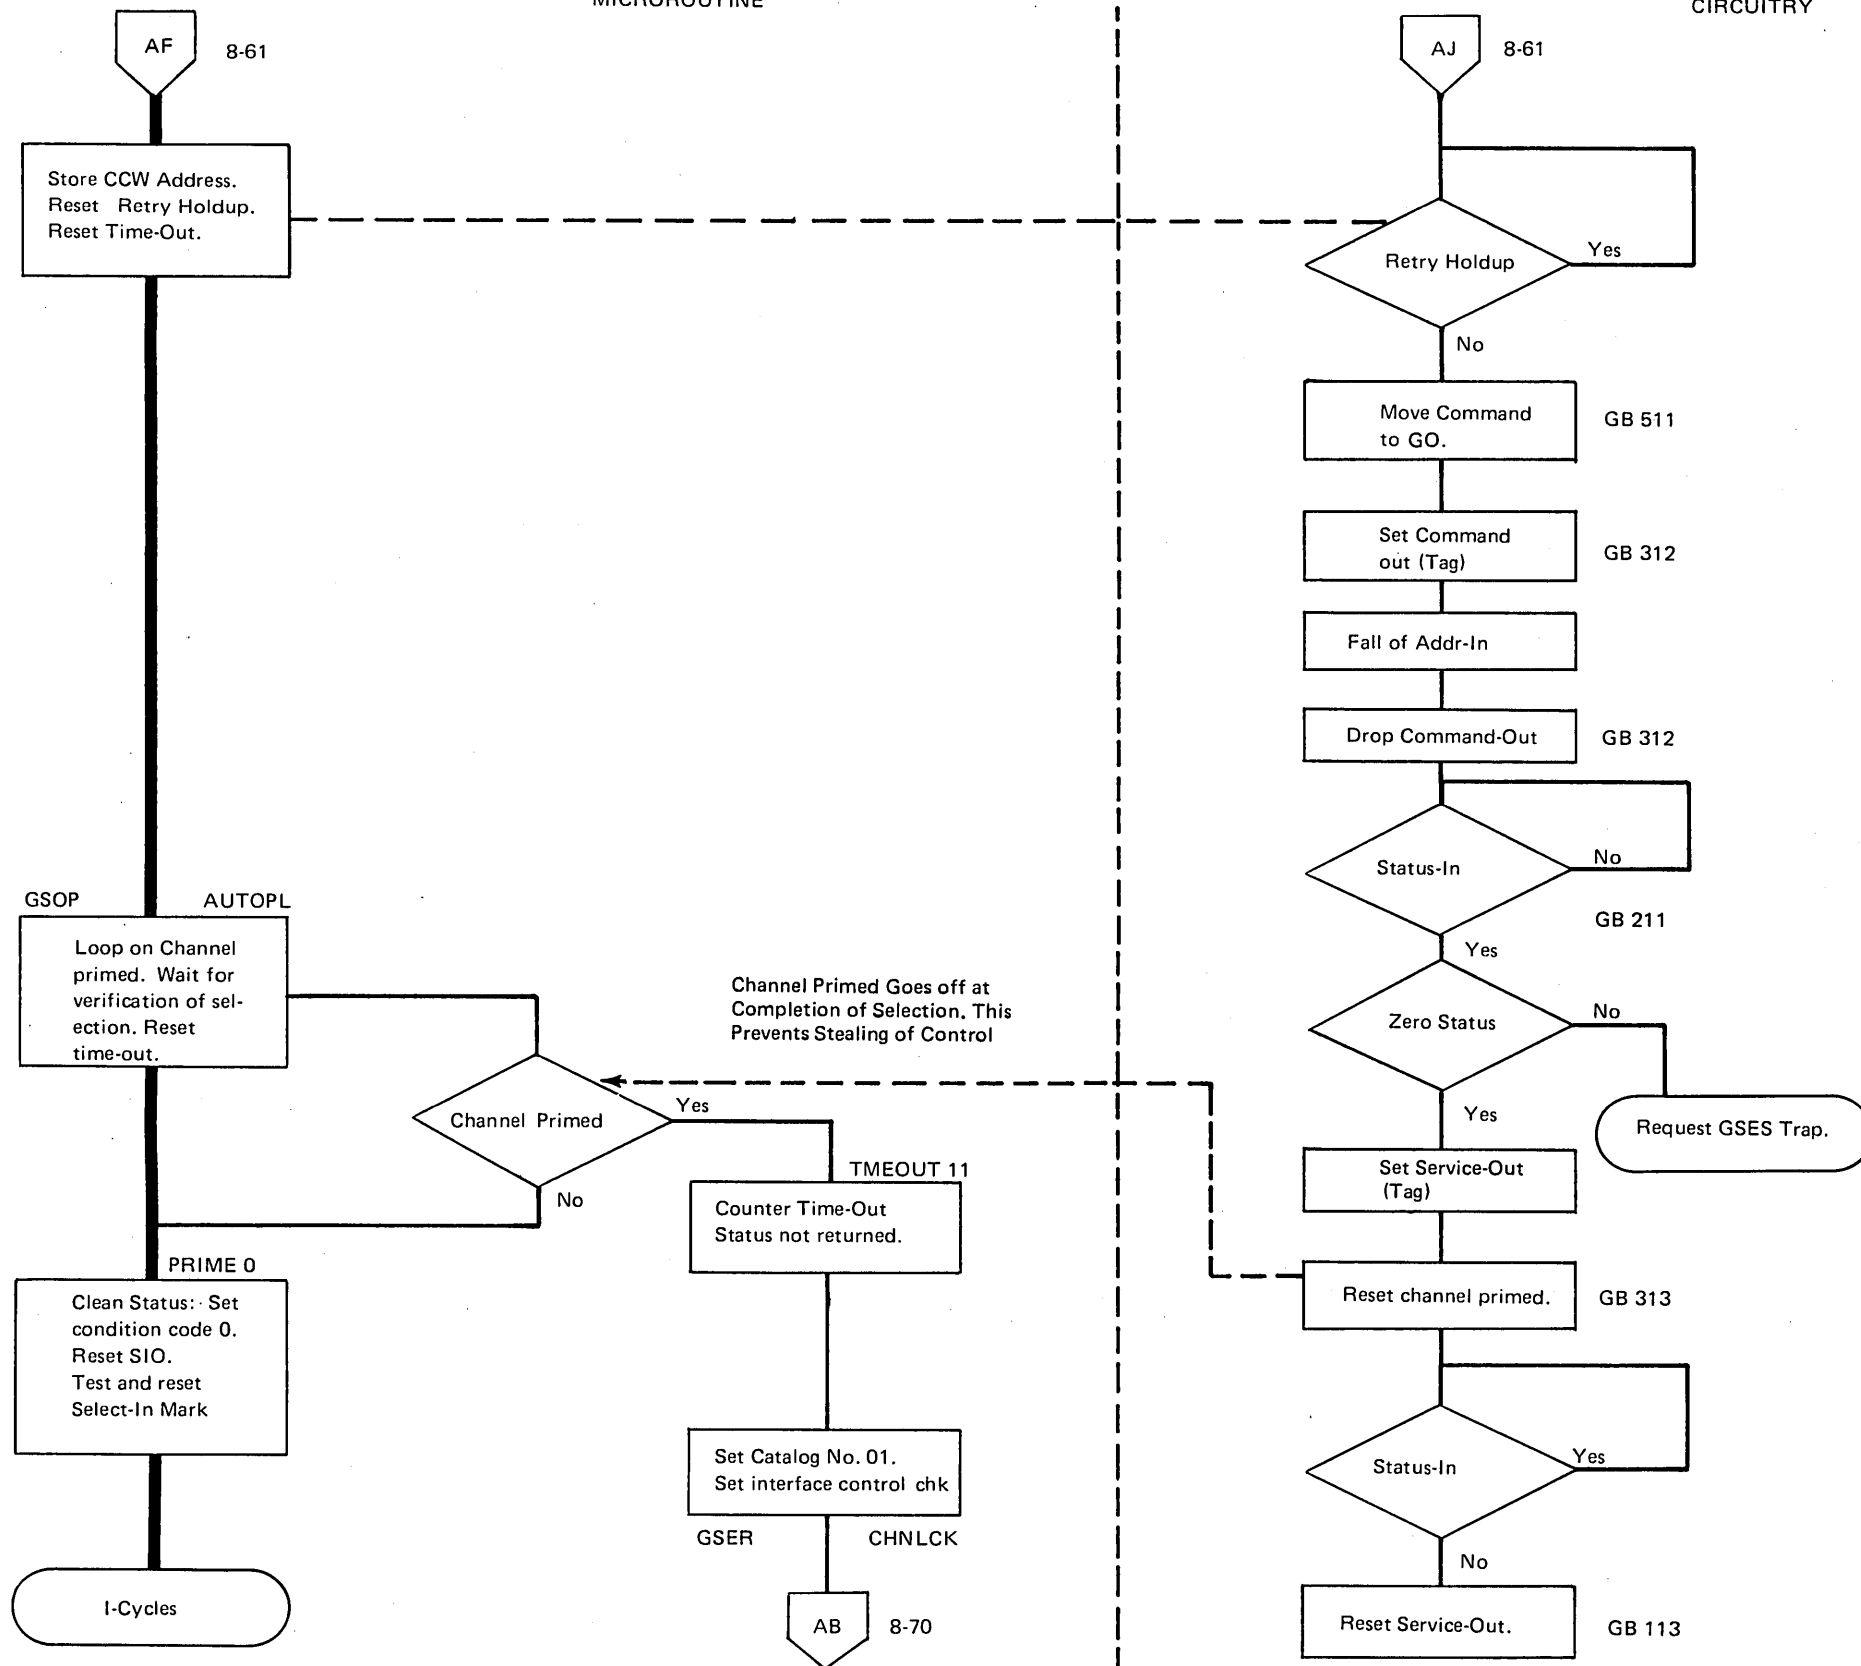 MICROROUTINE
CIRCUITRY
AF
8-61
Store CCW Address.
Reset Retry Holdup.
Reset Time-Out.
GSOP
AUTOPL
Loop on Channel
primed. Wait for
verification of sel-
ection. Reset
time-out.
Channel Primed Goes off at
Completion of Selection. This
Prevents Stealing of Control
Channel Primed
Yes
No
TMEOUT 11
Counter Time-Out
Status not returned.
PRIME 0
Clean Status: Set
condition code 0.
Reset SIO.
Test and reset
Select-In Mark
Set Catalog No. 01.
Set interface control chk
GSER
CHNLCK
I-Cycles
AB
8-70
AJ
8-61
Retry Holdup
Yes
No
Move Command
to GO.
GB 511
Set Command
out (Tag)
GB 312
Fall of Addr-In
Drop Command-Out
GB 312
Status-In
No
GB 211
Yes
Zero Status
No
Yes
Request GSES Trap.
Set Service-Out
(Tag)
Reset channel primed.
GB 313
Status-In
Yes
No
Reset Service-Out.
GB 113